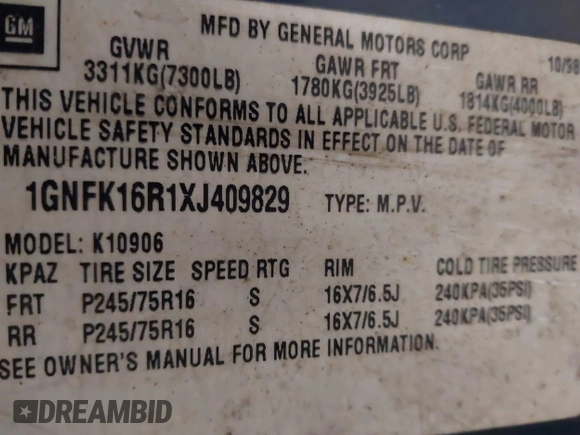 GM
MFD BY GENERAL MOTORS CORP
10/98
GVWR GAWR FRT GAWR RR
3311KG(7300LB) 1780KG(3925LB) 1814KG(4000LB)
THIS VEHICLE CONFORMS TO ALL APPLICABLE U.S. FEDERAL MOTOR
VEHICLE SAFETY STANDARDS IN EFFECT ON THE DATE OF
MANUFACTURE SHOWN ABOVE.
1GNFK16R1XJ409829 TYPE: M.P.V.
MODEL: K10906
KPAZ TIRE SIZE SPEED RTG RIM COLD TIRE PRESSURE
FRT P245/75R16 S 16X7/6.5J 240KPA(35PSI)
RR P245/75R16 S 16X7/6.5J 240KPA(35PSI)
SEE OWNER'S MANUAL FOR MORE INFORMATION.
DREAMBID